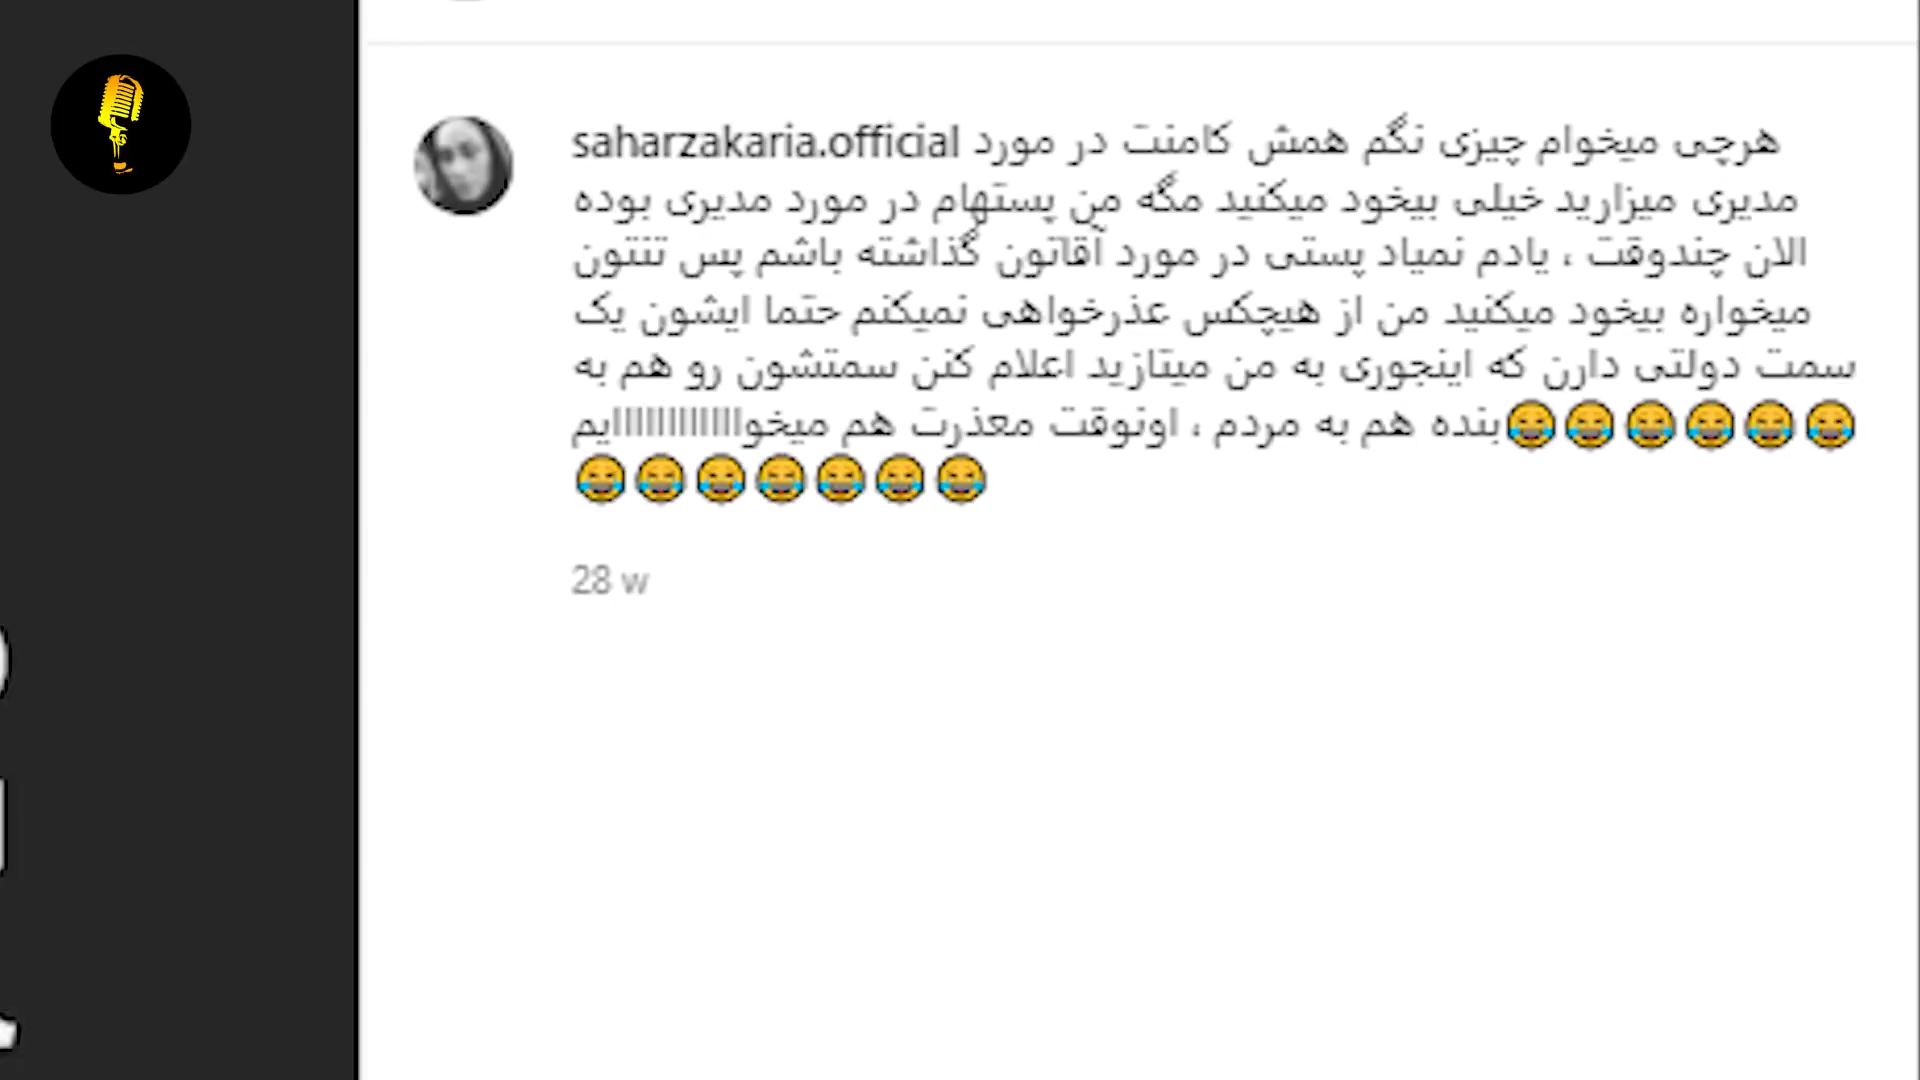 saharzakaria.official هرچی میخوام چیزی نگم همش کامنت در مورد
مدیری میزارید خیلی بیخود میکنید مگه من پستهام در مورد مدیری بوده
الان چندوقت ، یادم نمیاد پستی در مورد آقاتون گذاشته باشم پس تنتون
میخواره بیخود میکنید من از هیچکس عذرخواهی نمیکنم حتما ایشون یک
سمت دولتی دارن که اینجوری به من میتازید اعلام کنن سمتشون رو هم به
😂😂😂😂😂😂بنده هم به مردم ، اونوقت معذرت هم میخوااااااااااااایم
😂😂😂😂😂😂😂
28 w